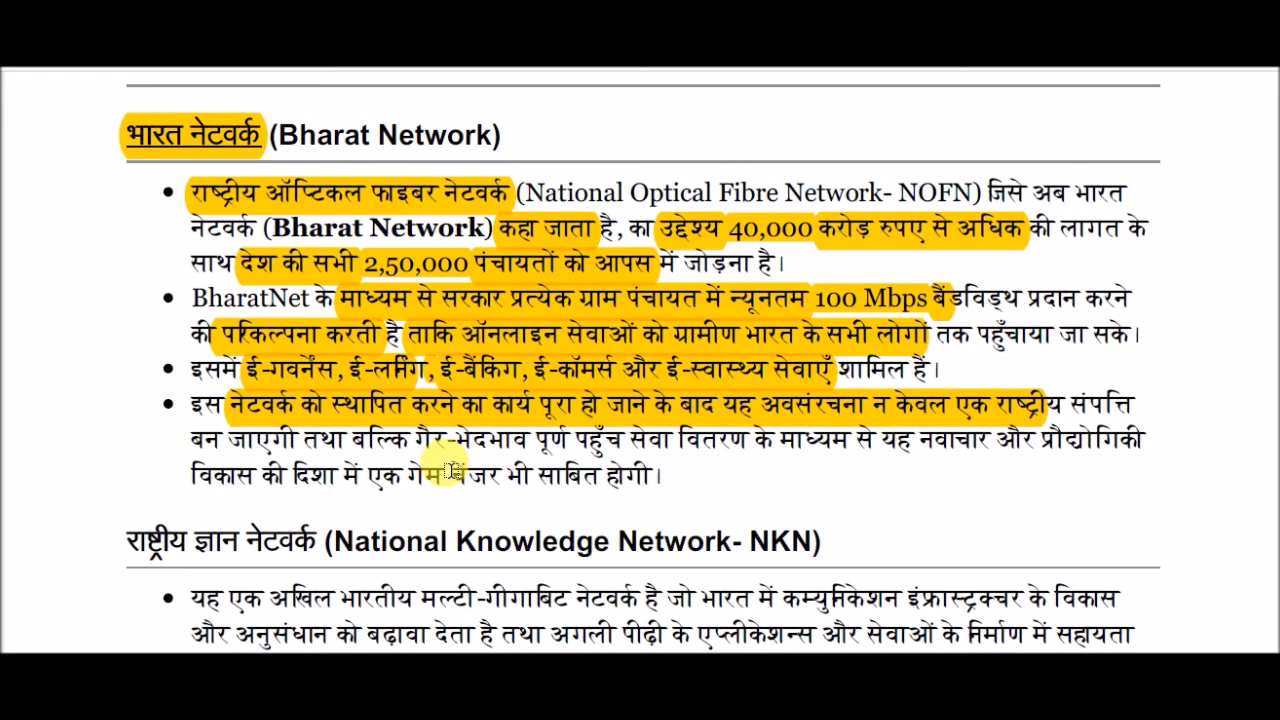 भारत नेटवर्क (Bharat Network)
राष्ट्रीय ऑप्टिकल फाइबर नेटवर्क (National Optical Fibre Network- NOFN) जिसे अब भारत
नेटवर्क (Bharat Network) कहा जाता है, का उद्देश्य 40,000 करोड़ रुपए से अधिक की लागत के
साथ देश की सभी 2,50,000 पंचायतों को आपस में जोड़ना है।
BharatNet के माध्यम से सरकार प्रत्येक ग्राम पंचायत में न्यूनतम 100 Mbps बैंडविड्थ प्रदान करने
की परिकल्पना करती है ताकि ऑनलाइन सेवाओं को ग्रामीण भारत के सभी लोगों तक पहुँचाया जा सके।
इसमें ई-गवर्नेंस, ई-लर्निंग, ई-बैंकिंग, ई-कॉमर्स और ई-स्वास्थ्य सेवाएँ शामिल हैं।
इस नेटवर्क को स्थापित करने का कार्य पूरा हो जाने के बाद यह अवसंरचना न केवल एक राष्ट्रीय संपत्ति
बन जाएगी तथा बल्कि गैर-भेदभाव पूर्ण पहुँच सेवा वितरण के माध्यम से यह नवाचार और प्रौद्योगिकी
विकास की दिशा में एक गेम चेंजर भी साबित होगी।
राष्ट्रीय ज्ञान नेटवर्क (National Knowledge Network- NKN)
यह एक अखिल भारतीय मल्टी-गीगाबिट नेटवर्क है जो भारत में कम्युनिकेशन इंफ्रास्ट्रक्चर के विकास
और अनुसंधान को बढ़ावा देता है तथा अगली पीढ़ी के एप्लीकेशन्स और सेवाओं के निर्माण में सहायता